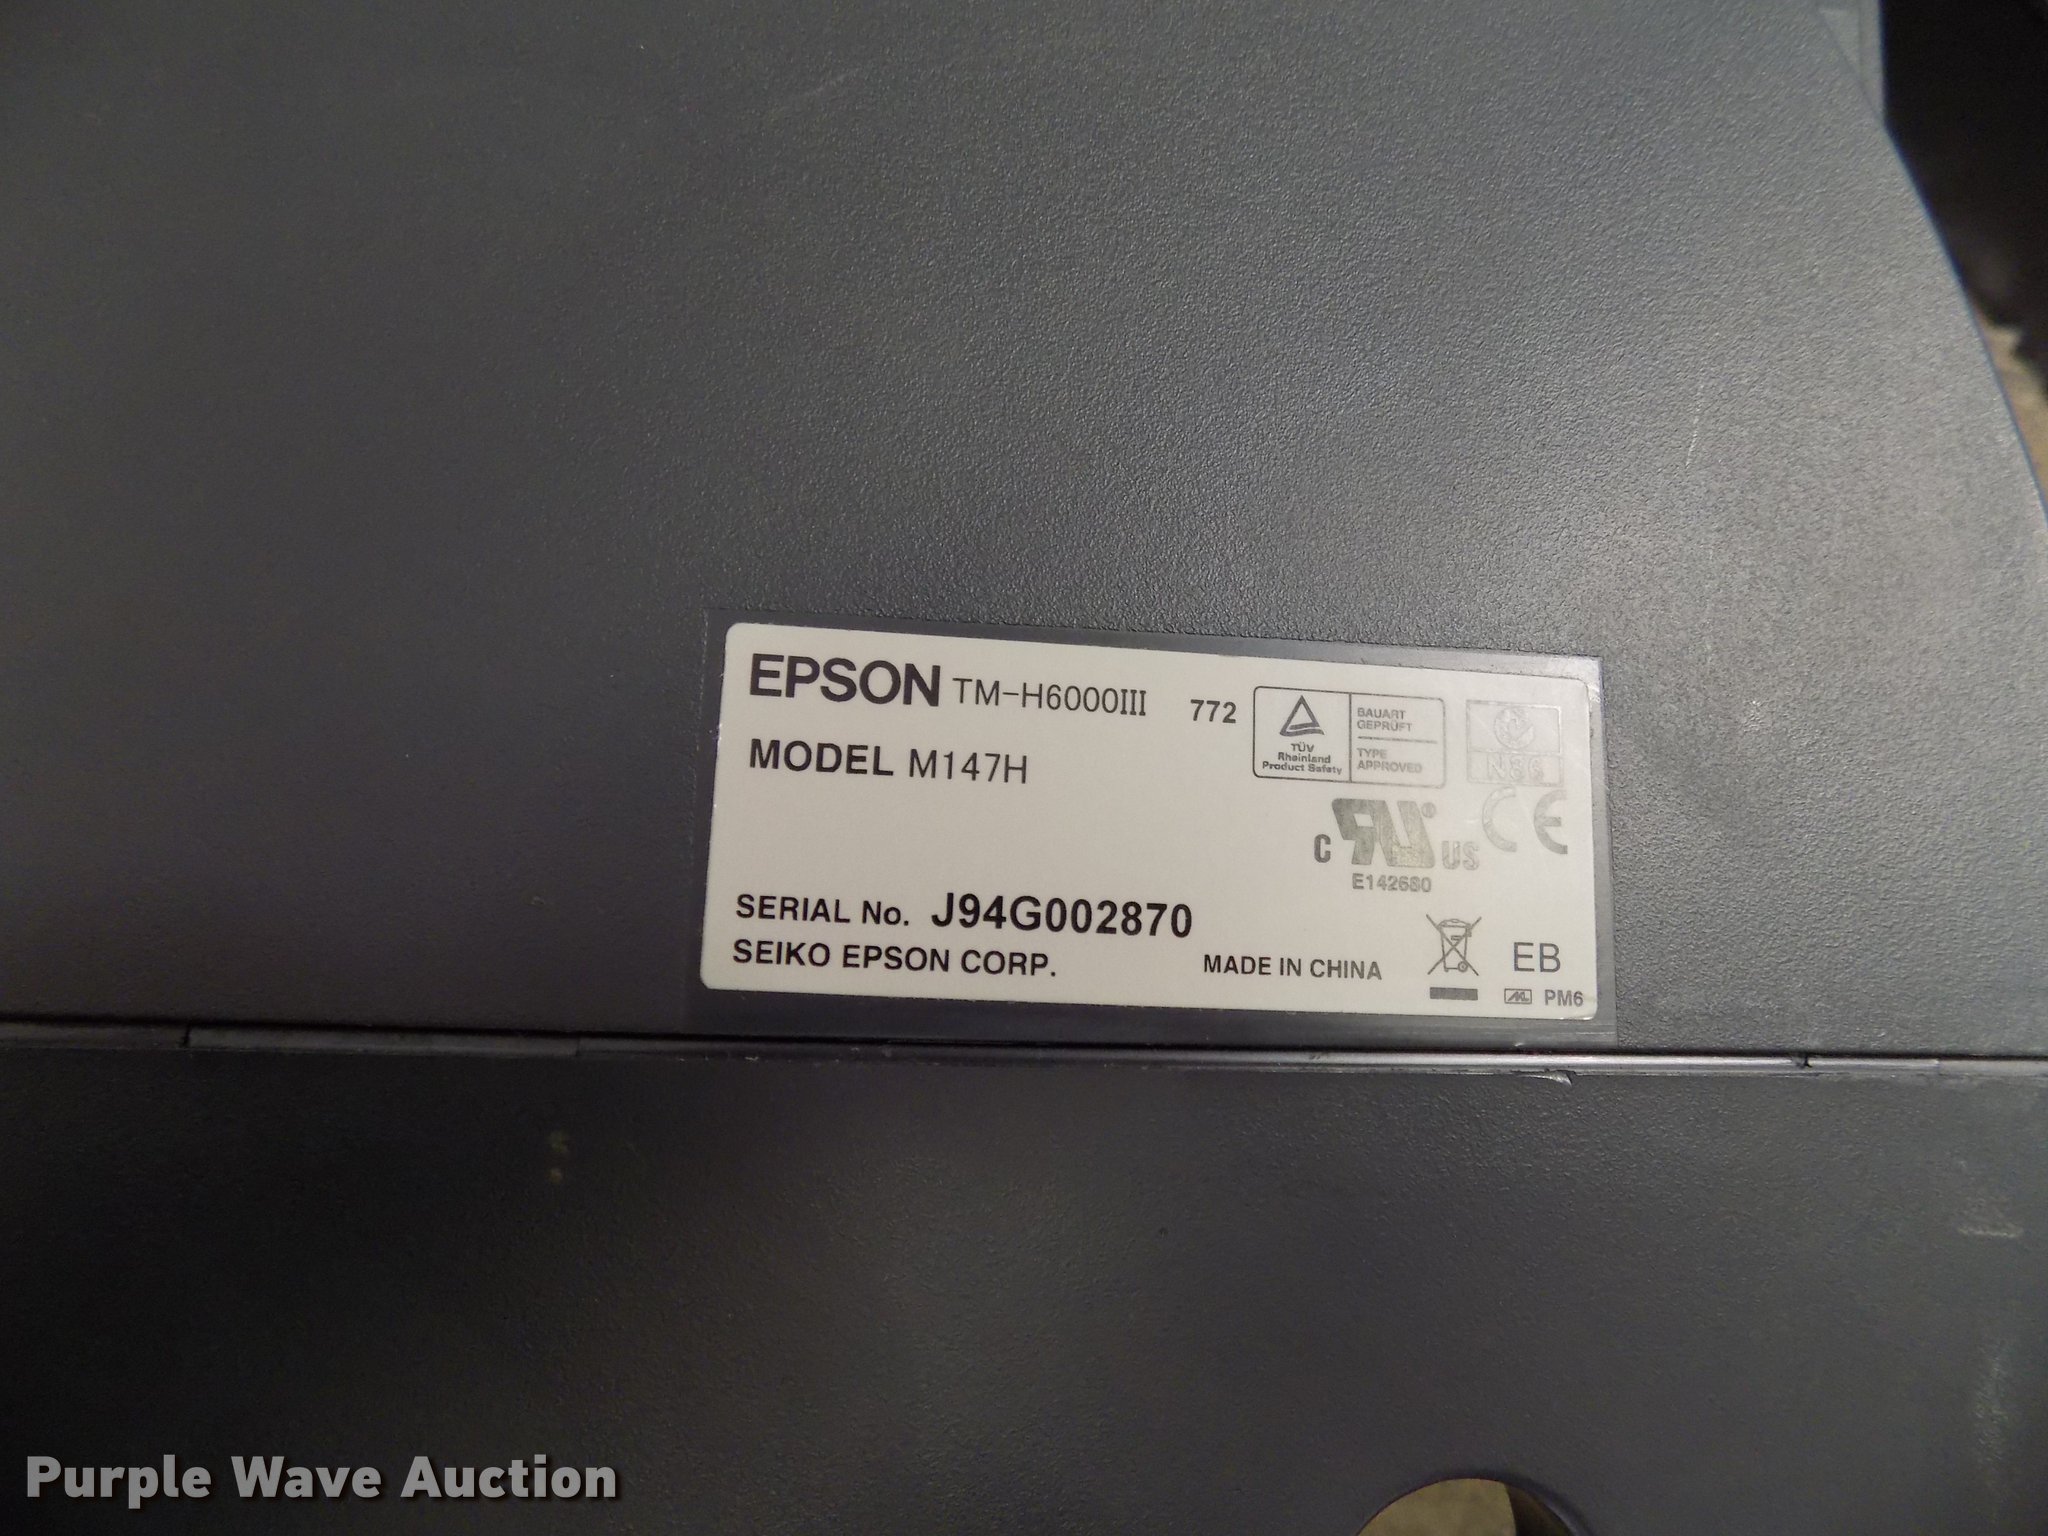 EPSON TM-H6000III 772
BAUART
GEPRÜFT
TÜV
Rheinland
Product Safety
TYPE
APPROVED
MODEL M147H
C US CE
E142680
SERIAL No. J94G002870
SEIKO EPSON CORP.
MADE IN CHINA
EB
PM6
Purple Wave Auction